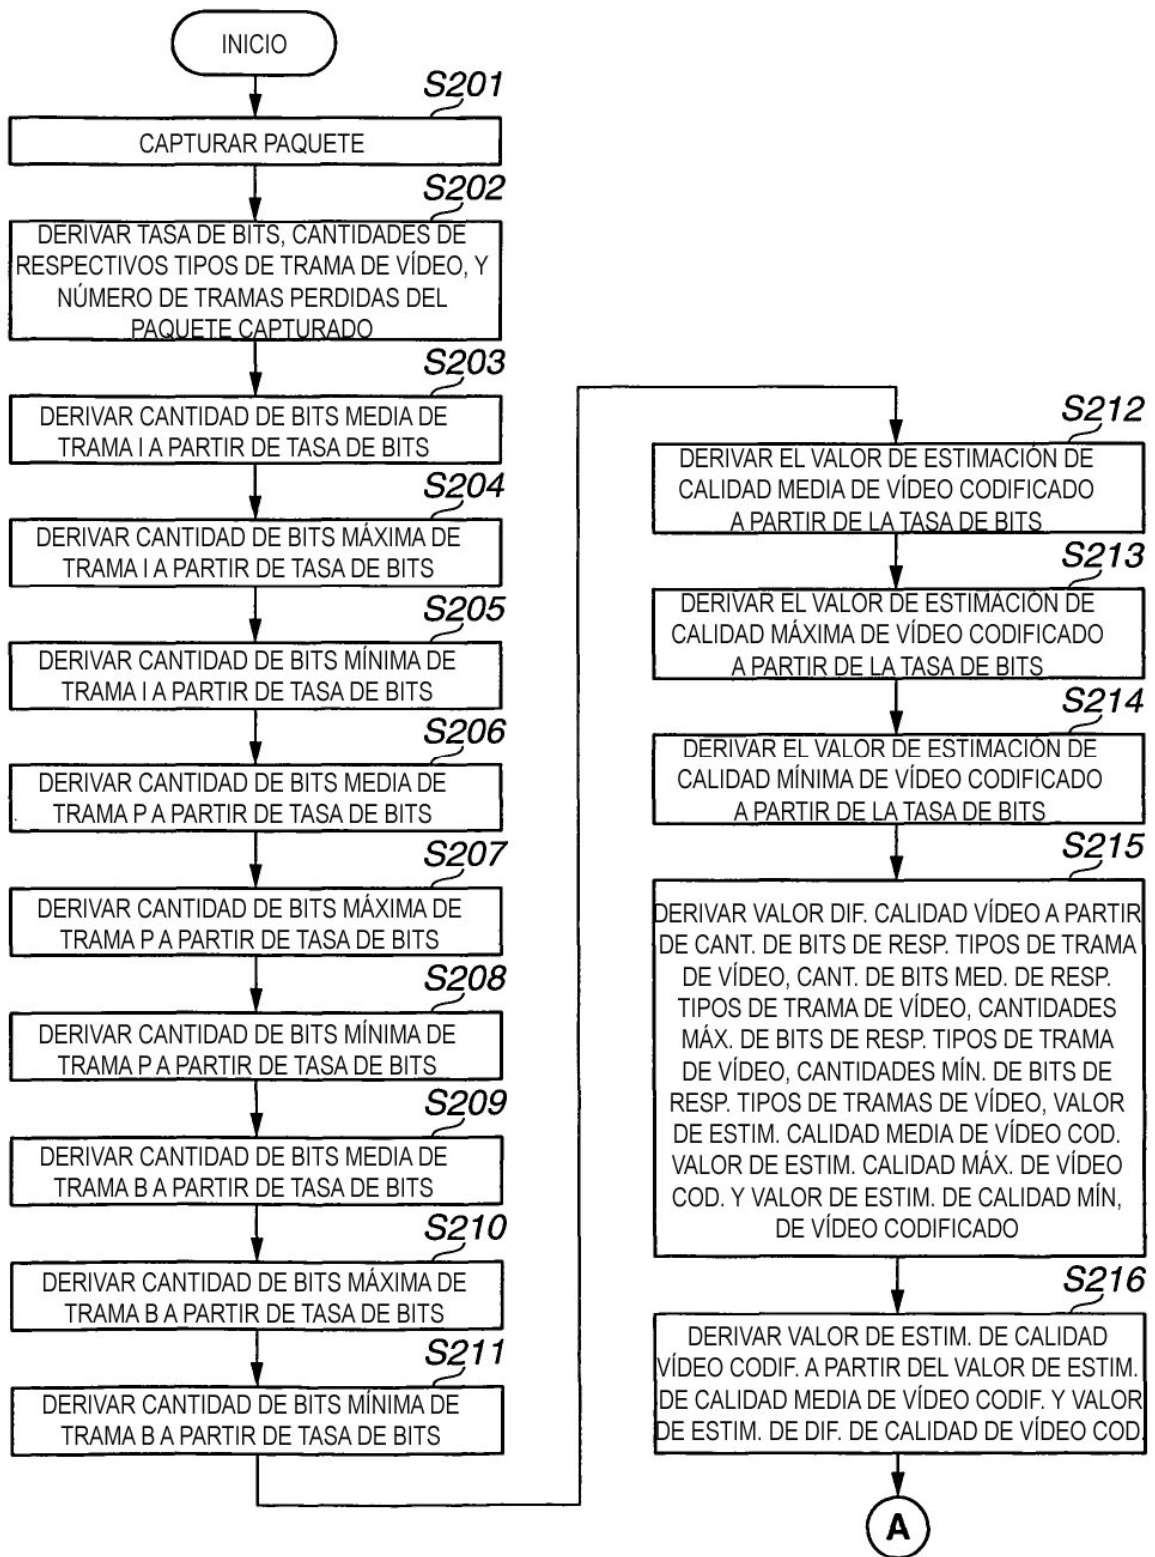 INICIO
S201
CAPTURAR PAQUETE
S202
DERIVAR TASA DE BITS, CANTIDADES DE
RESPECTIVOS TIPOS DE TRAMA DE VÍDEO, Y
NÚMERO DE TRAMAS PERDIDAS DEL
PAQUETE CAPTURADO
S203
DERIVAR CANTIDAD DE BITS MEDIA DE
TRAMA I A PARTIR DE TASA DE BITS
S204
DERIVAR CANTIDAD DE BITS MÁXIMA DE
TRAMA I A PARTIR DE TASA DE BITS
S205
DERIVAR CANTIDAD DE BITS MÍNIMA DE
TRAMA I A PARTIR DE TASA DE BITS
S206
DERIVAR CANTIDAD DE BITS MEDIA DE
TRAMA P A PARTIR DE TASA DE BITS
S207
DERIVAR CANTIDAD DE BITS MÁXIMA DE
TRAMA P A PARTIR DE TASA DE BITS
S208
DERIVAR CANTIDAD DE BITS MÍNIMA DE
TRAMA P A PARTIR DE TASA DE BITS
S209
DERIVAR CANTIDAD DE BITS MEDIA DE
TRAMA B A PARTIR DE TASA DE BITS
S210
DERIVAR CANTIDAD DE BITS MÁXIMA DE
TRAMA B A PARTIR DE TASA DE BITS
S211
DERIVAR CANTIDAD DE BITS MÍNIMA DE
TRAMA B A PARTIR DE TASA DE BITS
S212
DERIVAR EL VALOR DE ESTIMACIÓN DE
CALIDAD MEDIA DE VÍDEO CODIFICADO
A PARTIR DE LA TASA DE BITS
S213
DERIVAR EL VALOR DE ESTIMACIÓN DE
CALIDAD MÁXIMA DE VÍDEO CODIFICADO
A PARTIR DE LA TASA DE BITS
S214
DERIVAR EL VALOR DE ESTIMACIÓN DE
CALIDAD MÍNIMA DE VÍDEO CODIFICADO
A PARTIR DE LA TASA DE BITS
S215
DERIVAR VALOR DIF. CALIDAD VÍDEO A PARTIR
DE CANT. DE BITS DE RESP. TIPOS DE TRAMA
DE VÍDEO, CANT. DE BITS MED. DE RESP.
TIPOS DE TRAMA DE VÍDEO, CANTIDADES
MÁX. DE BITS DE RESP. TIPOS DE TRAMA
DE VÍDEO, CANTIDADES MÍN. DE BITS DE
RESP. TIPOS DE TRAMAS DE VÍDEO, VALOR
DE ESTIM. CALIDAD MEDIA DE VÍDEO COD.
VALOR DE ESTIM. CALIDAD MÁX. DE VÍDEO
COD. Y VALOR DE ESTIM. DE CALIDAD MÍN,
DE VÍDEO CODIFICADO
S216
DERIVAR VALOR DE ESTIM. DE CALIDAD
VÍDEO CODIF. A PARTIR DEL VALOR DE ESTIM.
DE CALIDAD MEDIA DE VÍDEO CODIF. Y VALOR
DE ESTIM. DE DIF. DE CALIDAD DE VÍDEO COD.
A